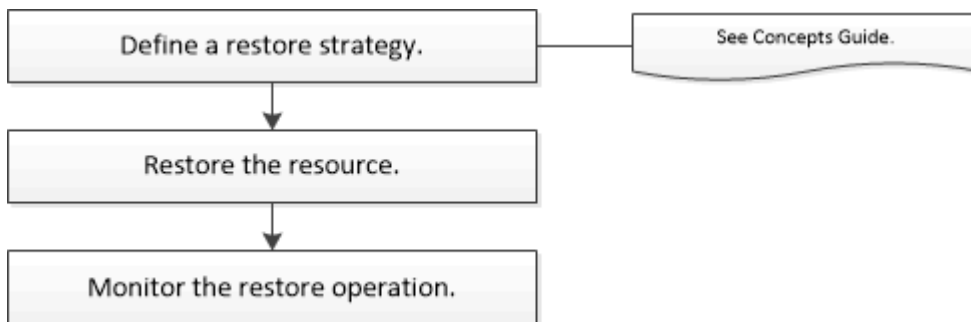 Define a restore strategy.
See Concepts Guide.
Restore the resource.
Monitor the restore operation.